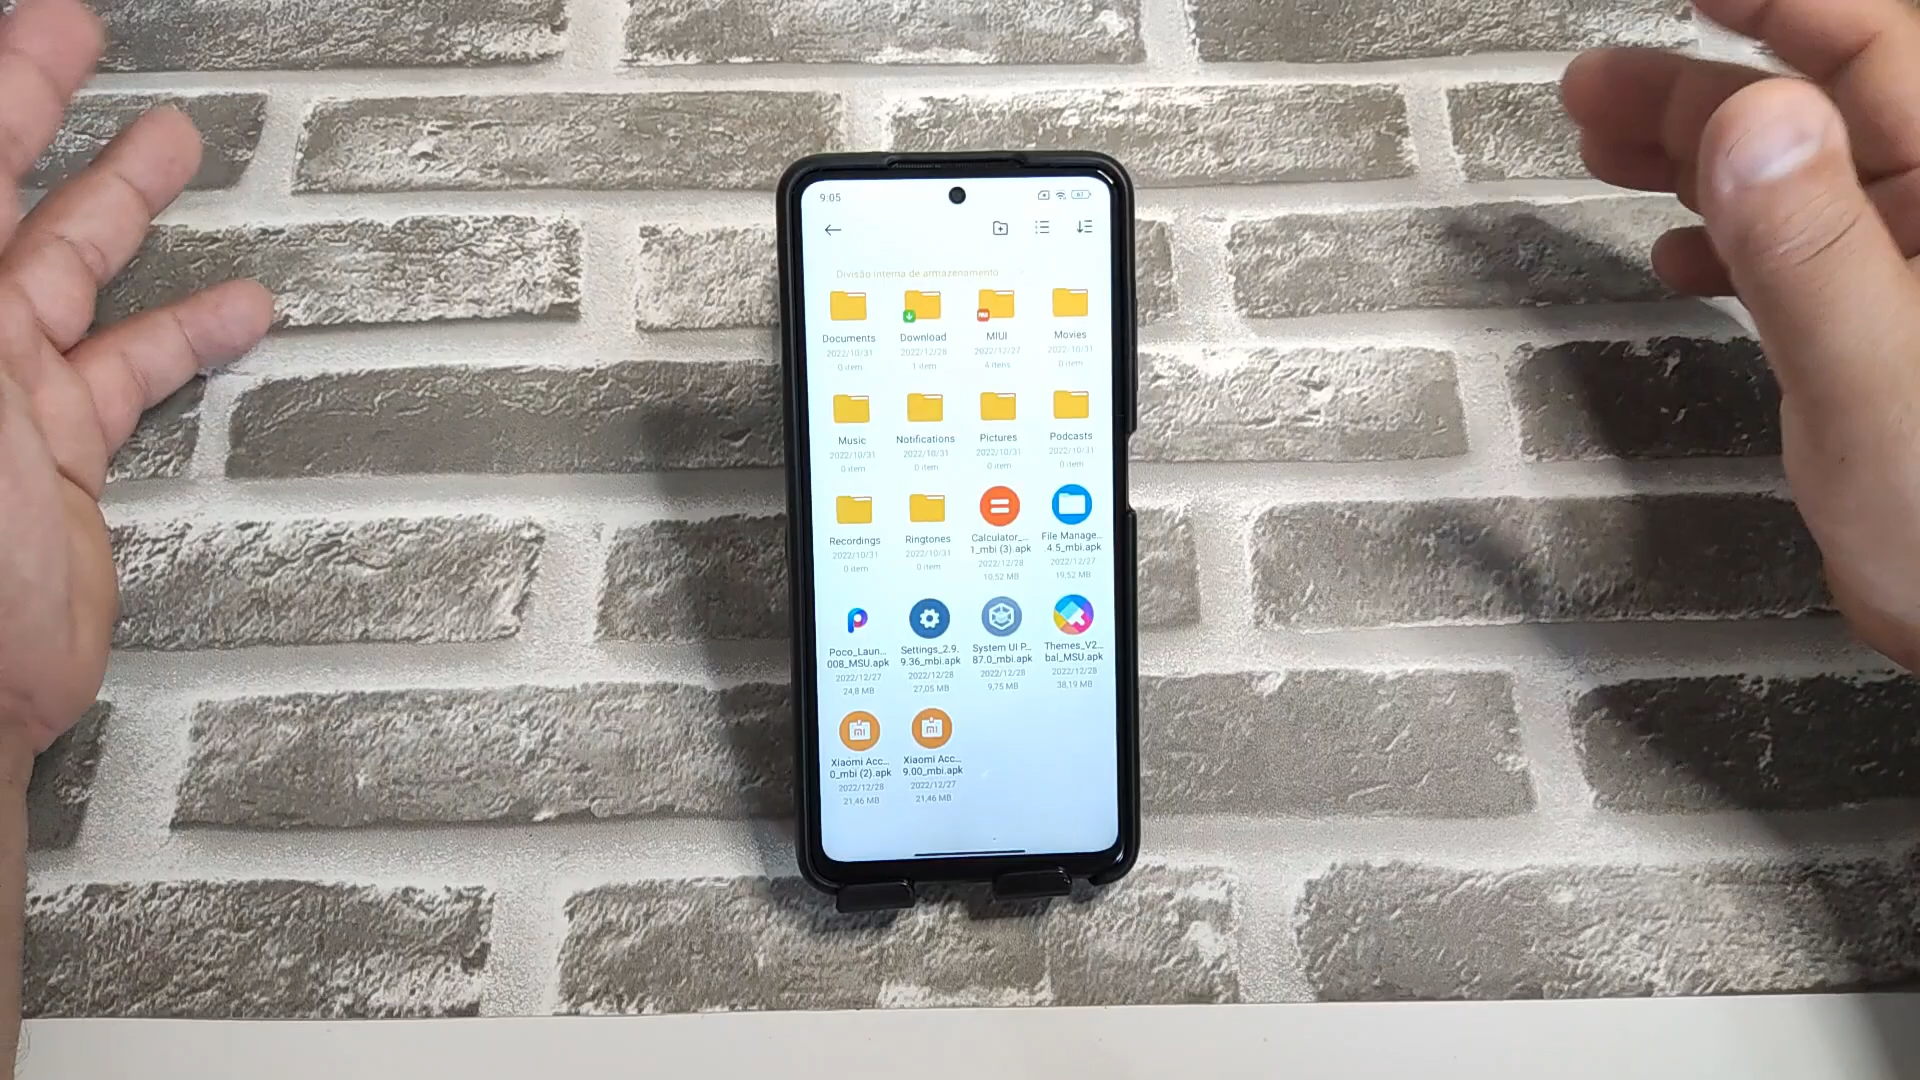 9:05
67
Divisão interna de armazenamento
Documents
2022/10/31
0 item
Download
2022/12/28
1 item
MIUI
2022/12/27
4 itens
Movies
2022/10/31
0 item
Music
2022/10/31
0 item
Notifications
2022/10/31
0 item
Pictures
2022/10/31
0 item
Podcasts
2022/10/31
0 item
Recordings
2022/10/31
0 item
Ringtones
2022/10/31
0 item
Calculator_...
1_mbi (3).apk
2022/12/28
10,52 MB
File Manage...
.4.5_mbi.apk
2022/12/27
19,52 MB
Poco_Laun...
008_MSU.apk
2022/12/27
24,8 MB
Settings_2.9.
9.36_mbi.apk
2022/12/28
27,05 MB
System UI P...
87.0_mbi.apk
2022/12/28
9,75 MB
Themes_V2...
bal_MSU.apk
2022/12/28
38,19 MB
Xiaomi Acc...
0_mbi (2).apk
2022/12/28
21,46 MB
Xiaomi Acc...
9.00_mbi.apk
2022/12/27
21,46 MB